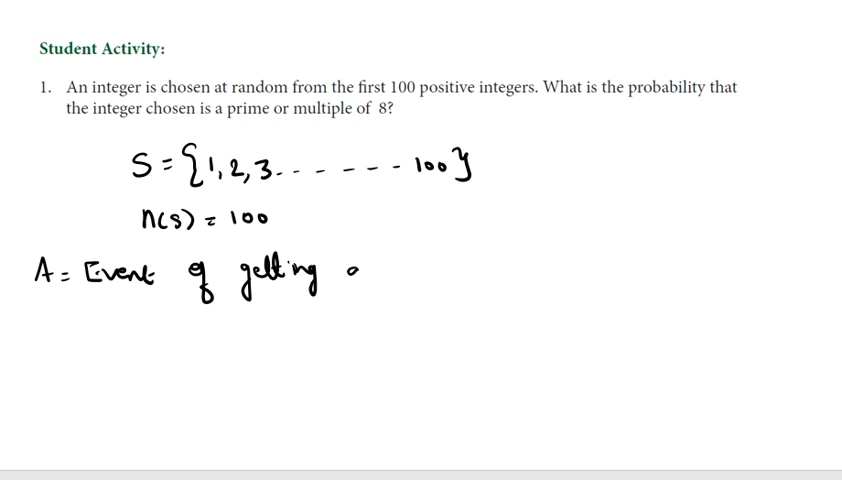 Student Activity:
1. An integer is chosen at random from the first 100 positive integers. What is the probability that
the integer chosen is a prime or multiple of 8?
S = {1, 2, 3 . - - - - - - 100}
n(s) = 100
A = Event of getting a